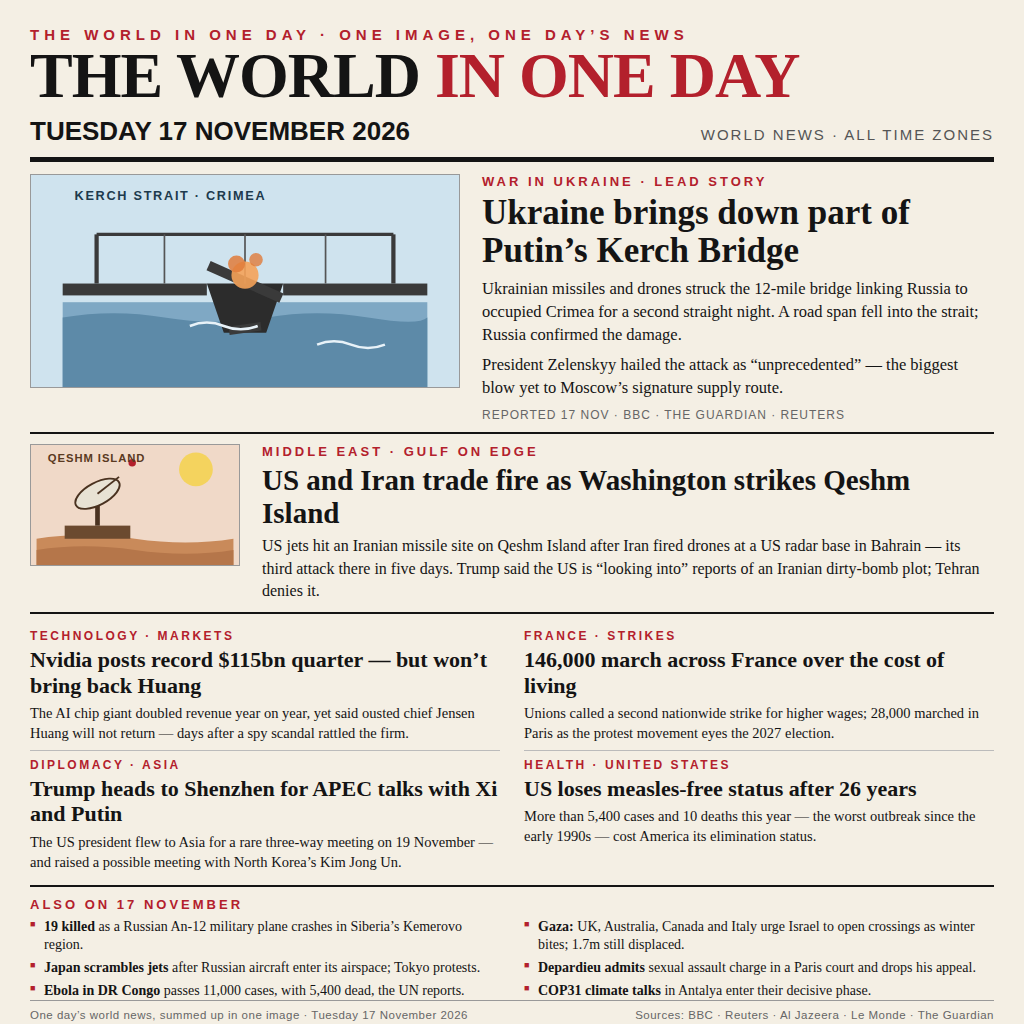 THE WORLD IN ONE DAY · ONE IMAGE, ONE DAY’S NEWS
THE WORLD IN ONE DAY
TUESDAY 17 NOVEMBER 2026
WORLD NEWS · ALL TIME ZONES
KERCH STRAIT · CRIMEA
WAR IN UKRAINE · LEAD STORY
Ukraine brings down part of
Putin’s Kerch Bridge
Ukrainian missiles and drones struck the 12-mile bridge linking Russia to
occupied Crimea for a second straight night. A road span fell into the strait;
Russia confirmed the damage.
President Zelenskyy hailed the attack as “unprecedented” — the biggest
blow yet to Moscow’s signature supply route.
REPORTED 17 NOV · BBC · THE GUARDIAN · REUTERS
QESHM ISLAND
MIDDLE EAST · GULF ON EDGE
US and Iran trade fire as Washington strikes Qeshm
Island
US jets hit an Iranian missile site on Qeshm Island after Iran fired drones at a US radar base in Bahrain — its
third attack there in five days. Trump said the US is “looking into” reports of an Iranian dirty-bomb plot; Tehran
denies it.
TECHNOLOGY · MARKETS
Nvidia posts record $115bn quarter — but won’t
bring back Huang
The AI chip giant doubled revenue year on year, yet said ousted chief Jensen
Huang will not return — days after a spy scandal rattled the firm.
FRANCE · STRIKES
146,000 march across France over the cost of
living
Unions called a second nationwide strike for higher wages; 28,000 marched in
Paris as the protest movement eyes the 2027 election.
DIPLOMACY · ASIA
Trump heads to Shenzhen for APEC talks with Xi
and Putin
The US president flew to Asia for a rare three-way meeting on 19 November —
and raised a possible meeting with North Korea’s Kim Jong Un.
HEALTH · UNITED STATES
US loses measles-free status after 26 years
More than 5,400 cases and 10 deaths this year — the worst outbreak since the
early 1990s — cost America its elimination status.
ALSO ON 17 NOVEMBER
19 killed as a Russian An-12 military plane crashes in Siberia’s Kemerovo
region.
Japan scrambles jets after Russian aircraft enter its airspace; Tokyo protests.
Ebola in DR Congo passes 11,000 cases, with 5,400 dead, the UN reports.
Gaza: UK, Australia, Canada and Italy urge Israel to open crossings as winter
bites; 1.7m still displaced.
Depardieu admits sexual assault charge in a Paris court and drops his appeal.
COP31 climate talks in Antalya enter their decisive phase.
One day’s world news, summed up in one image · Tuesday 17 November 2026
Sources: BBC · Reuters · Al Jazeera · Le Monde · The Guardian